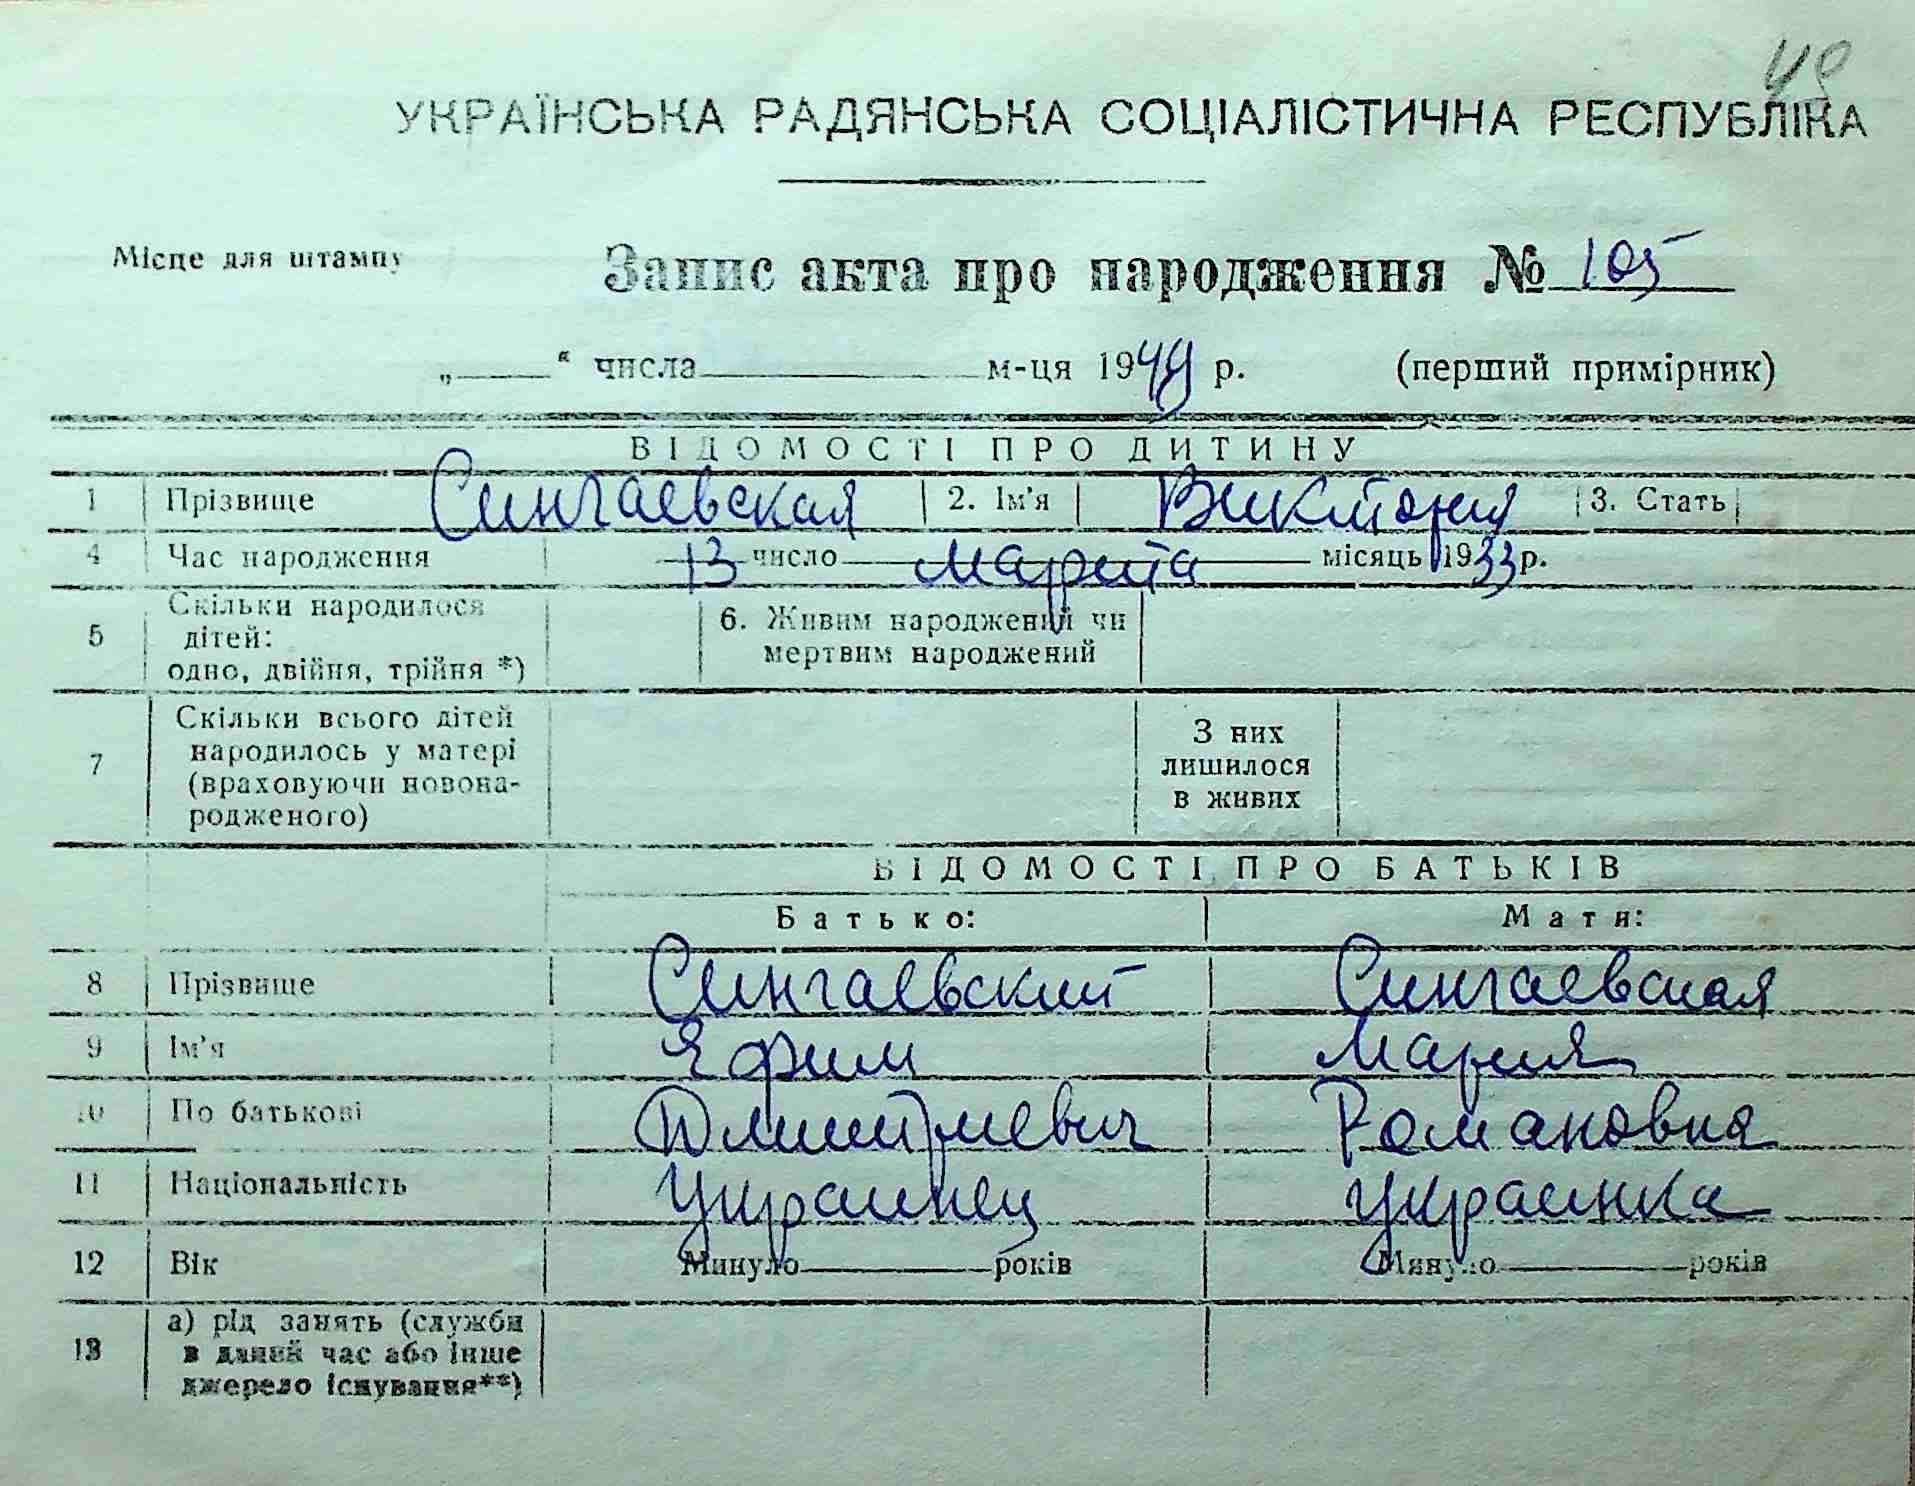 49
УКРАЇНСЬКА РАДЯНСЬКА СОЦІАЛІСТИЧНА РЕСПУБЛІКА
Місце для штампу
Запис акта про народження № 105
„ “ числа м-ця 1949 р. (перший примірник)
ВІДОМОСТІ ПРО ДИТИНУ
1 Прізвище Сингаевская 2. Ім'я Виктория 3. Стать
4 Час народження 13 число Марта місяць 1933 р.
5 Скільки народилося дітей: одно, двійня, трійня *) 6. Живим народжений чи мертвим народжений
7 Скільки всього дітей народилось у матері (враховуючи новонародженого) З них лишилося в живих
ВІДОМОСТІ ПРО БАТЬКІВ
Батько: Мати:
8 Прізвище Сингаевский Сингаевская
9 Ім'я Ефим Мария
10 По батькові Дмитриевич Романовна
11 Національність Украинец Украинка
12 Вік Минуло років Минуло років
13 а) рід занять (служби в даний час або інше джерело існування**)